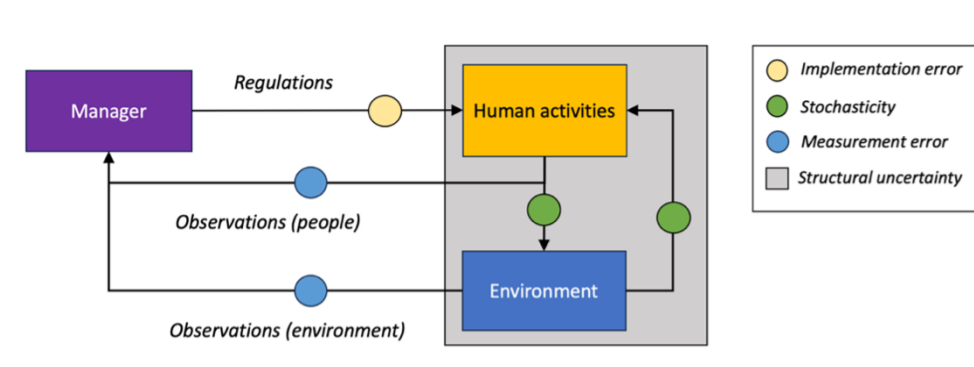 Regulations
Manager
Human activities
Observations (people)
Environment
Observations (environment)
Implementation error
Stochasticity
Measurement error
Structural uncertainty